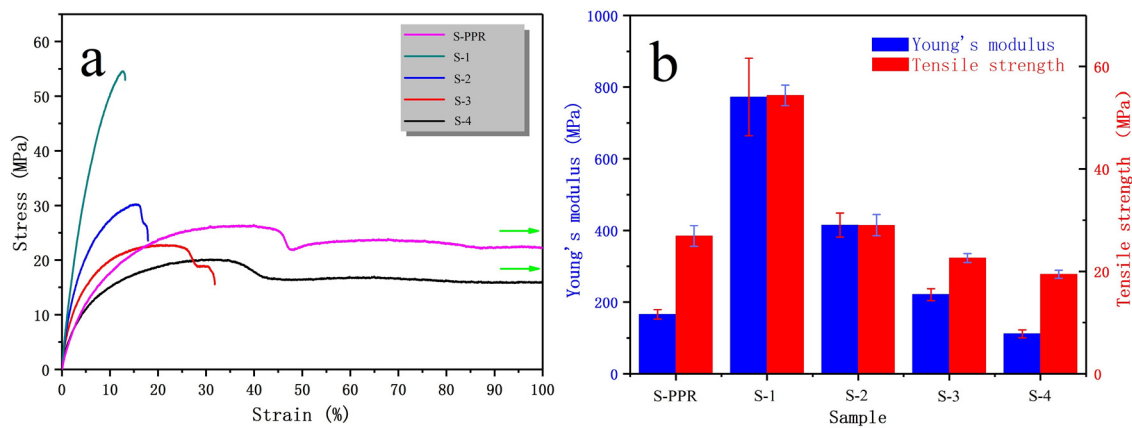 a
S-PPR
S-1
S-2
S-3
S-4
60
50
40
30
20
10
0
Stress (MPa)
0 10 20 30 40 50 60 70 80 90 100
Strain (%)
b
Young's modulus
Tensile strength
1000
800
600
400
200
0
Young's modulus (MPa)
60
40
20
0
Tensile strength (MPa)
S-PPR S-1 S-2 S-3 S-4
Sample